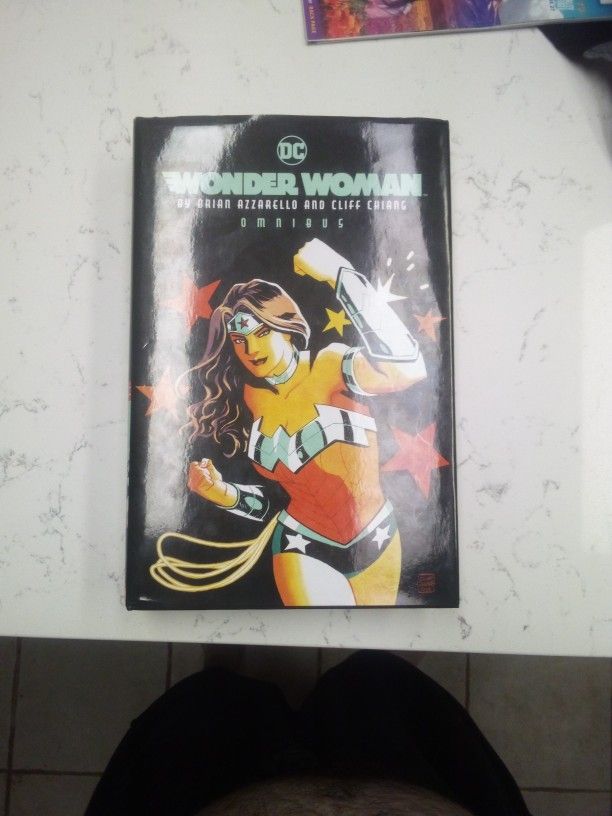 DC
WONDER WOMAN
BY BRIAN AZZARELLO AND CLIFF CHIANG
OMNIBUS